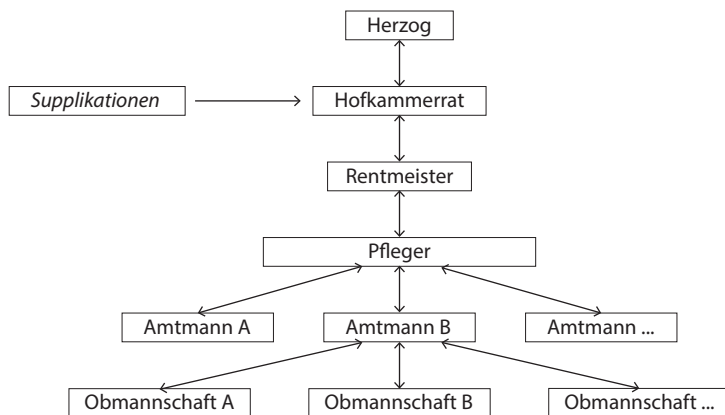 Herzog
Supplikationen
Hofkammerrat
Rentmeister
Pfleger
Amtmann A
Amtmann B
Amtmann ...
Obmannschaft A
Obmannschaft B
Obmannschaft ...